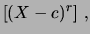 [(X − c)^r] ,